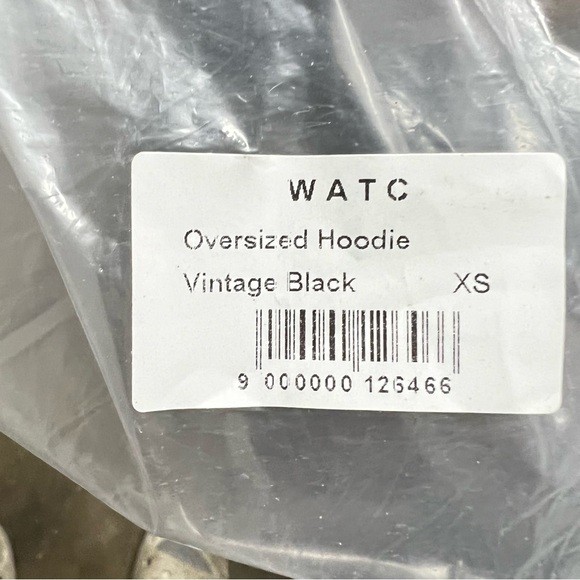 WATC
Oversized Hoodie
Vintage Black XS
9 000000 126466